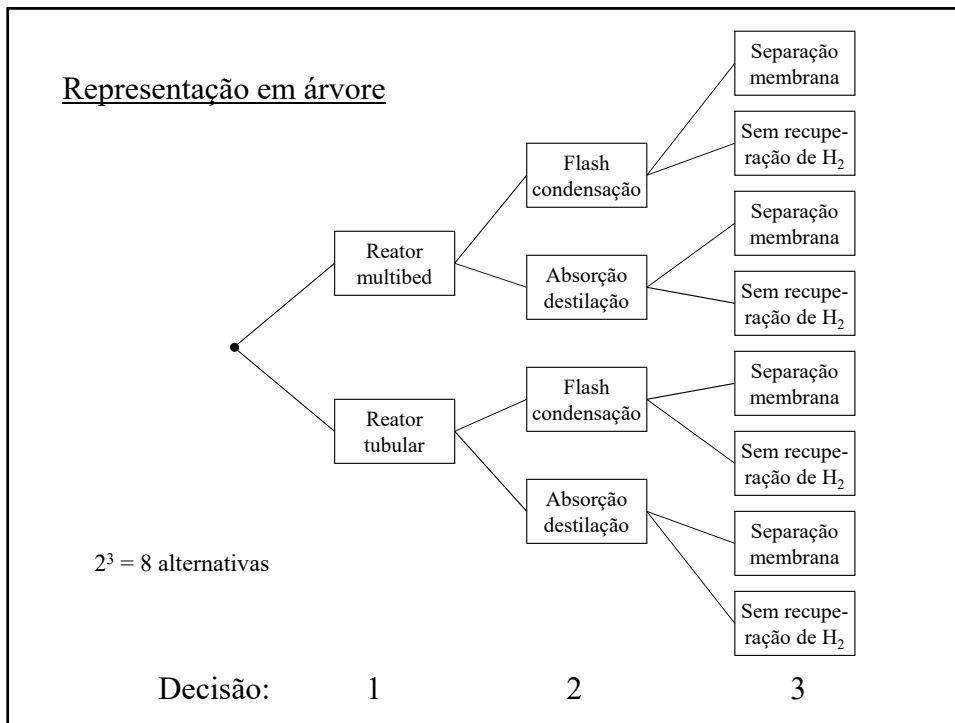 Representação em árvore
Separação
membrana
Sem recupe-
ração de H₂
Flash
condensação
Separação
membrana
Reator
multibed
Absorção
destilação
Sem recupe-
ração de H₂
Separação
membrana
Flash
condensação
Reator
tubular
Sem recupe-
ração de H₂
Absorção
destilação
Separação
membrana
2³ = 8 alternativas
Sem recupe-
ração de H₂
Decisão: 1 2 3